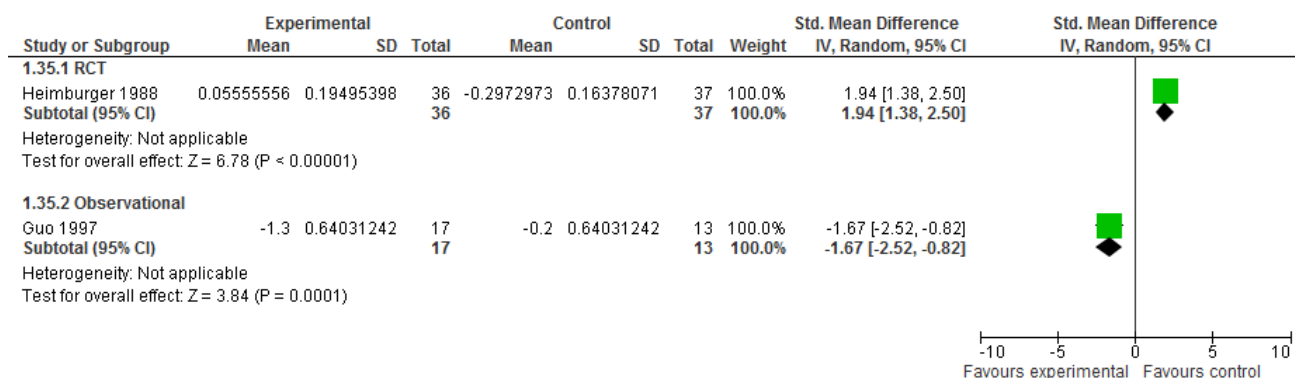 Experimental Control Std. Mean Difference Std. Mean Difference
Study or Subgroup Mean SD Total Mean SD Total Weight IV, Random, 95% CI IV, Random, 95% CI
1.35.1 RCT
Heimburger 1988 0.05555556 0.19495398 36 -0.2972973 0.16378071 37 100.0% 1.94 [1.38, 2.50]
Subtotal (95% CI) 36 37 100.0% 1.94 [1.38, 2.50]
Heterogeneity: Not applicable
Test for overall effect: Z = 6.78 (P < 0.00001)
1.35.2 Observational
Guo 1997 -1.3 0.64031242 17 -0.2 0.64031242 13 100.0% -1.67 [-2.52, -0.82]
Subtotal (95% CI) 17 13 100.0% -1.67 [-2.52, -0.82]
Heterogeneity: Not applicable
Test for overall effect: Z = 3.84 (P = 0.0001)
-10 -5 0 5 10
Favours experimental Favours control